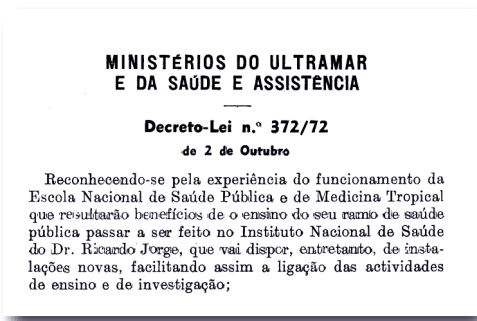 MINISTÉRIOS DO ULTRAMAR
E DA SAÚDE E ASSISTÊNCIA
Decreto-Lei n.º 372/72
de 2 de Outubro
Reconhecendo-se pela experiência do funcionamento da
Escola Nacional de Saúde Pública e de Medicina Tropical
que resultarão benefícios de o ensino do seu ramo de saúde
pública passar a ser feito no Instituto Nacional de Saúde
do Dr. Ricardo Jorge, que vai dispor, entretanto, de insta-
lações novas, facilitando assim a ligação das actividades
de ensino e de investigação;